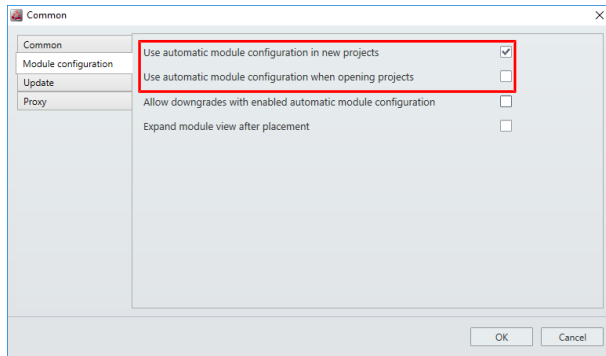 Common
Common
Module configuration
Update
Proxy
Use automatic module configuration in new projects
Use automatic module configuration when opening projects
Allow downgrades with enabled automatic module configuration
Expand module view after placement
OK
Cancel